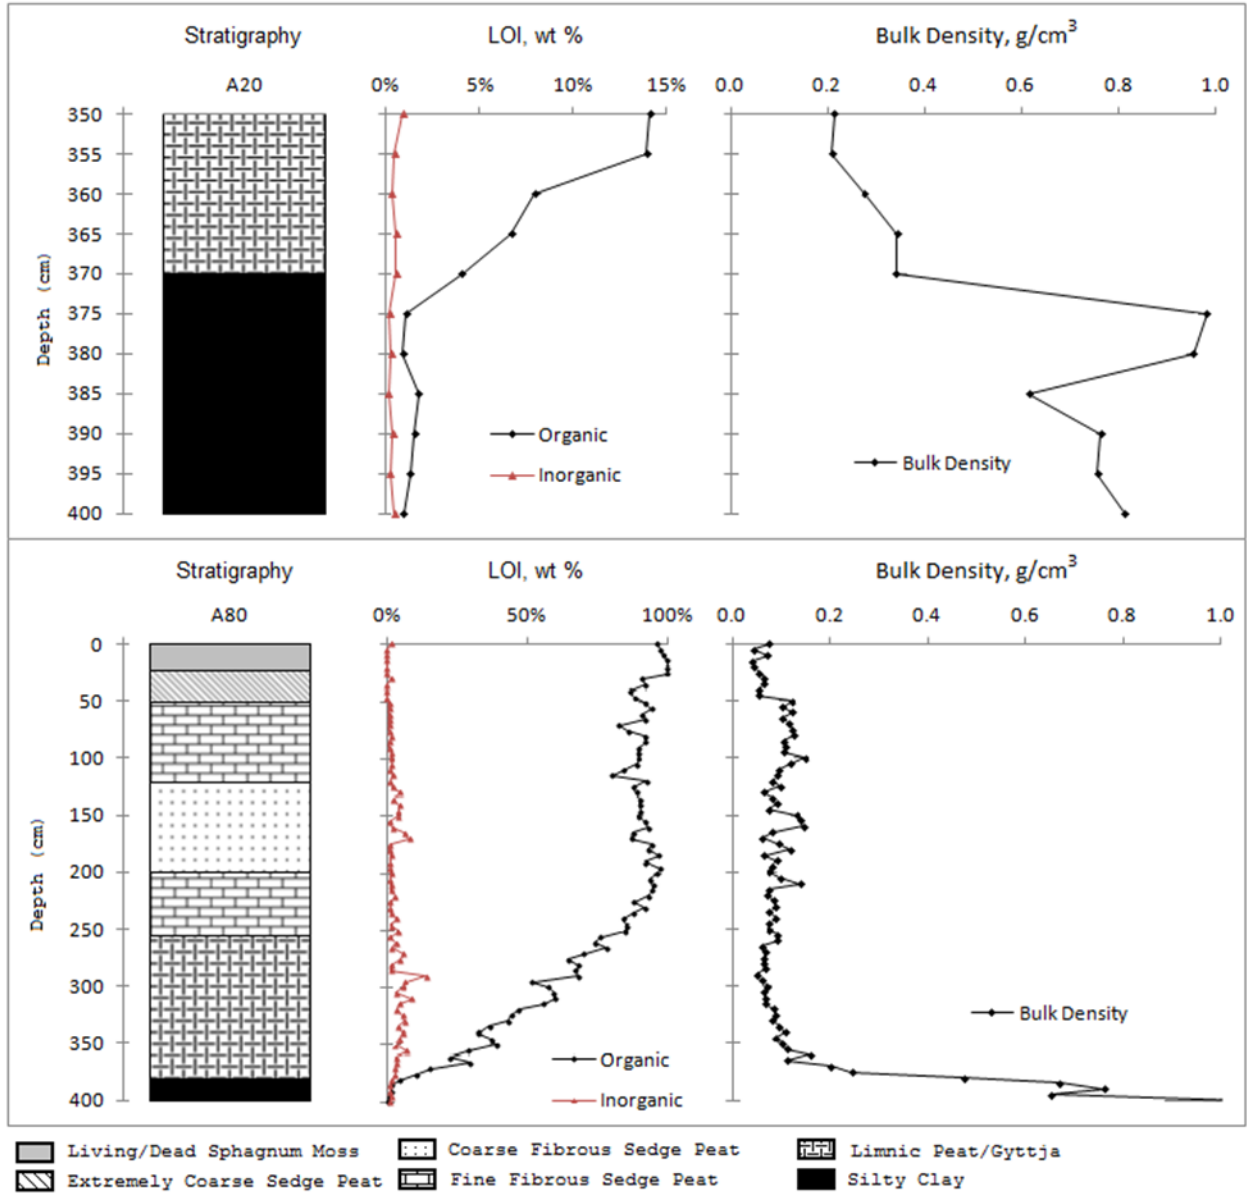 Stratigraphy LOI, wt % Bulk Density, g/cm3
A20 0% 5% 10% 15% 0.0 0.2 0.4 0.6 0.8 1.0
350
355
360
365
370
375
380
385
390
395
400
Depth (cm)
Organic
Inorganic
Bulk Density
Stratigraphy LOI, wt % Bulk Density, g/cm3
A80 0% 50% 100% 0.0 0.2 0.4 0.6 0.8 1.0
0
50
100
150
200
250
300
350
400
Depth (cm)
Bulk Density
Organic
Inorganic
Living/Dead Sphagnum Moss Coarse Fibrous Sedge Peat Limnic Peat/Gyttja
Extremely Coarse Sedge Peat Fine Fibrous Sedge Peat Silty Clay